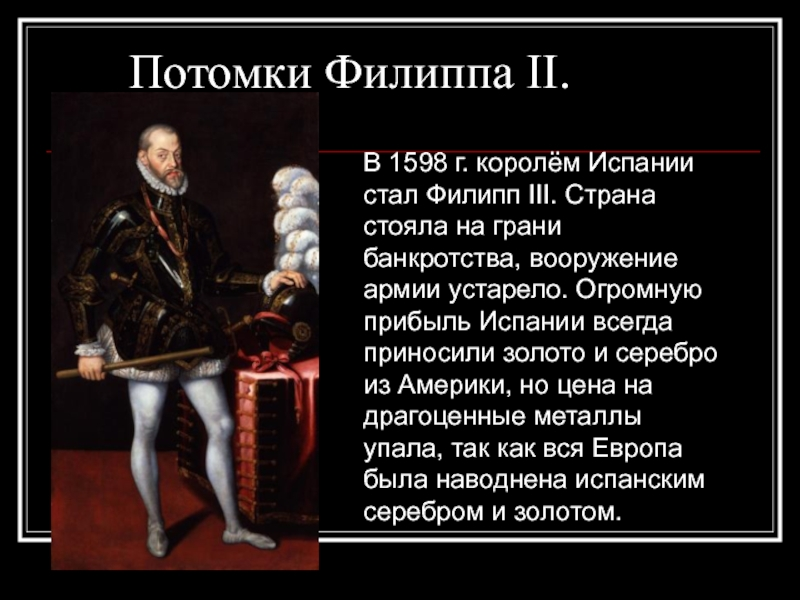 Потомки Филиппа II.
В 1598 г. королём Испании
стал Филипп III. Страна
стояла на грани
банкротства, вооружение
армии устарело. Огромную
прибыль Испании всегда
приносили золото и серебро
из Америки, но цена на
драгоценные металлы
упала, так как вся Европа
была наводнена испанским
серебром и золотом.